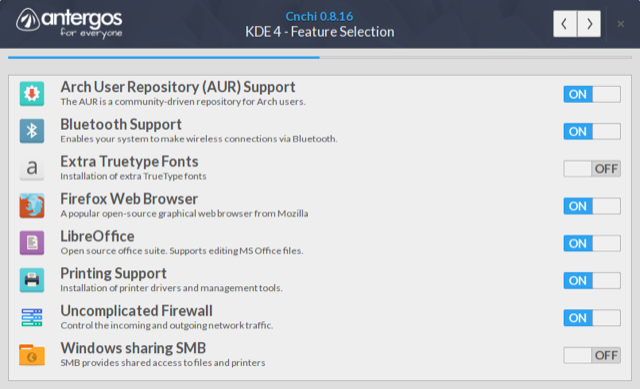 antergos
for everyone
Cnchi 0.8.16
KDE 4 - Feature Selection
Arch User Repository (AUR) Support
The AUR is a community-driven repository for Arch users.
ON
Bluetooth Support
Enables your system to make wireless connections via Bluetooth.
ON
a
Extra Truetype Fonts
Installation of extra TrueType fonts
OFF
Firefox Web Browser
A popular open-source graphical web browser from Mozilla
ON
LibreOffice
Open source office suite. Supports editing MS Office files.
ON
Printing Support
Installation of printer drivers and management tools.
ON
Uncomplicated Firewall
Control the incoming and outgoing network traffic.
ON
Windows sharing SMB
SMB provides shared access to files and printers
OFF